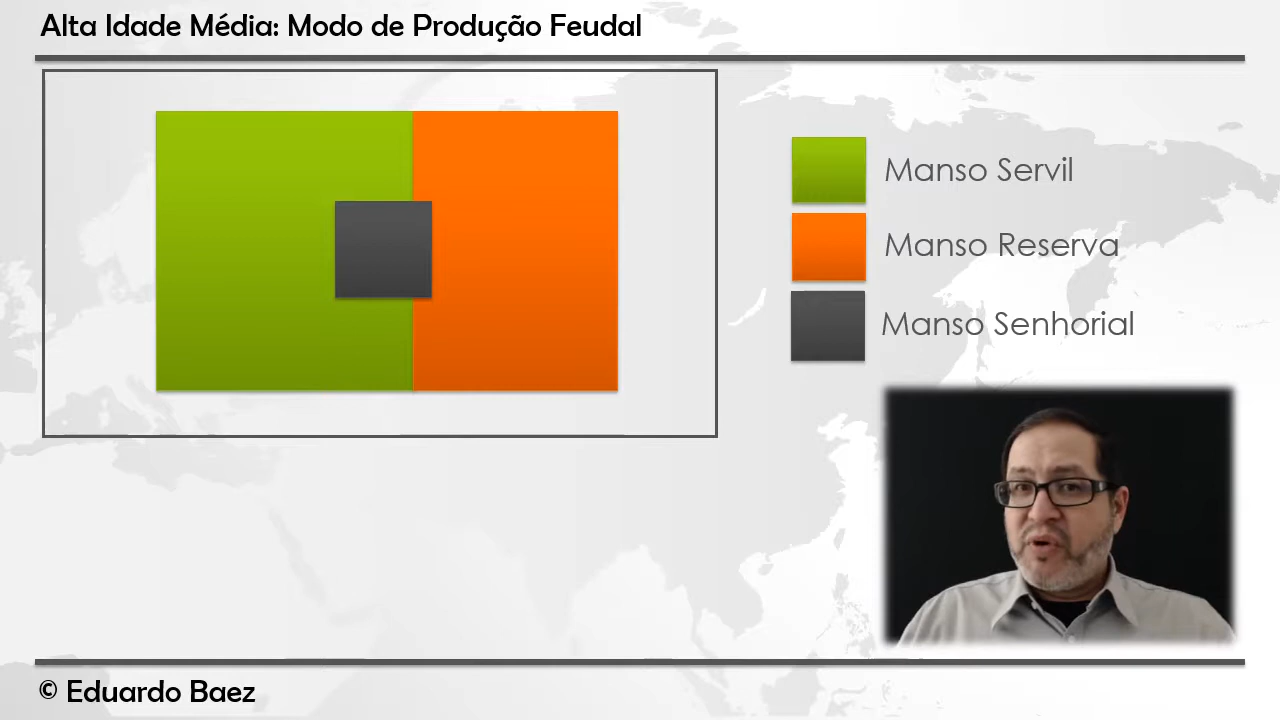 Alta Idade Média: Modo de Produção Feudal
Manso Servil
Manso Reserva
Manso Senhorial
© Eduardo Baez